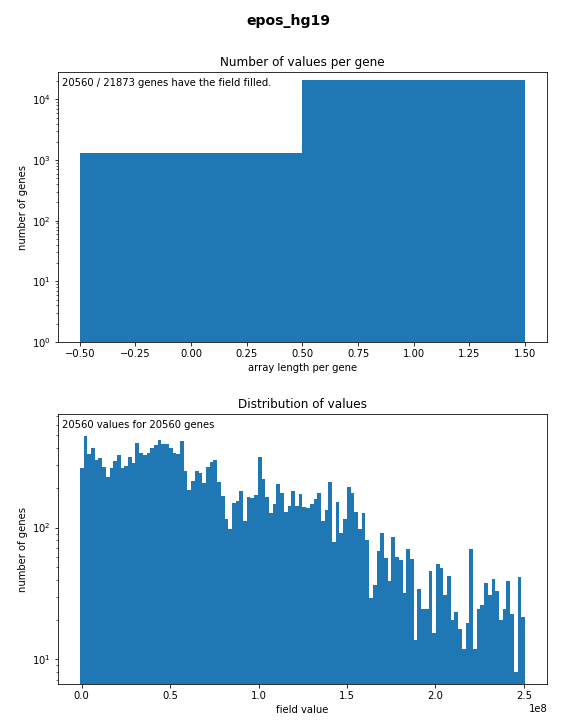 epos_hg19
Number of values per gene
20560 / 21873 genes have the field filled.
number of genes
10⁴
10³
10²
10¹
10⁰
−0.50 −0.25 0.00 0.25 0.50 0.75 1.00 1.25 1.50
array length per gene
Distribution of values
20560 values for 20560 genes
number of genes
10²
10¹
0.0 0.5 1.0 1.5 2.0 2.5
1e8
field value